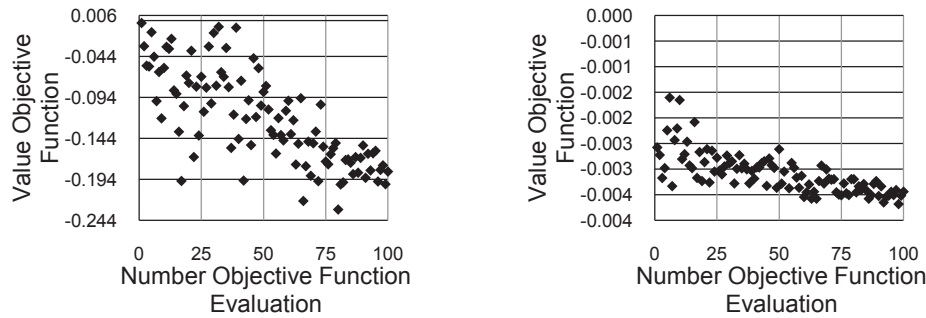 0.006
-0.044
-0.094
-0.144
-0.194
-0.244
Value Objective
Function
0 25 50 75 100
Number Objective Function
Evaluation
0.000
-0.001
-0.001
-0.002
-0.002
-0.003
-0.003
-0.004
-0.004
Value Objective
Function
0 25 50 75 100
Number Objective Function
Evaluation